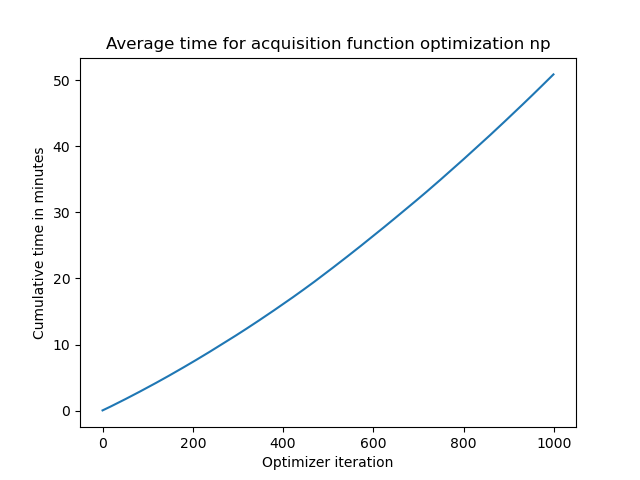 Average time for acquisition function optimization np
Cumulative time in minutes
50
40
30
20
10
0
0 200 400 600 800 1000
Optimizer iteration